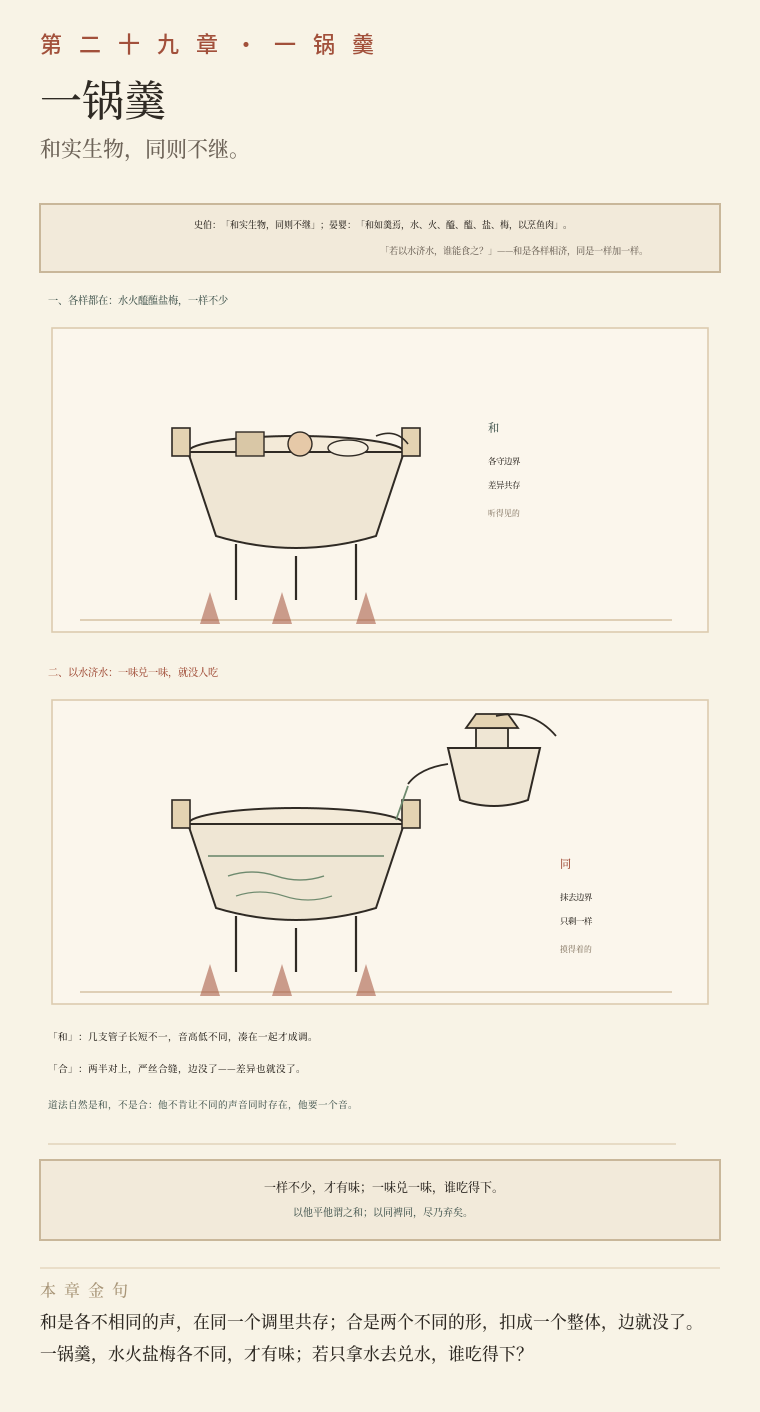 第二十九章·一锅羹
一锅羹
和实生物，同则不继。
史伯：「和实生物，同则不继」；晏婴：「和如羹焉，水、火、醯、醢、盐、梅，以烹鱼肉」。
「若以水济水，谁能食之？」——和是各样相济，同是一样加一样。
一、各样都在：水火醯醢盐梅，一样不少
和
各守边界
差异共存
听得见的
二、以水济水：一味兑一味，就没人吃
同
抹去边界
只剩一样
摸得着的
「和」：几支管子长短不一，音高低不同，凑在一起才成调。
「合」：两半对上，严丝合缝，边没了——差异也就没了。
道法自然是和，不是合：他不肯让不同的声音同时存在，他要一个音。
一样不少，才有味；一味兑一味，谁吃得下。
以他平他谓之和；以同裨同，尽乃弃矣。
本章金句
和是各不相同的声，在同一个调里共存；合是两个不同的形，扣成一个整体，边就没了。
一锅羹，水火盐梅各不同，才有味；若只拿水去兑水，谁吃得下？